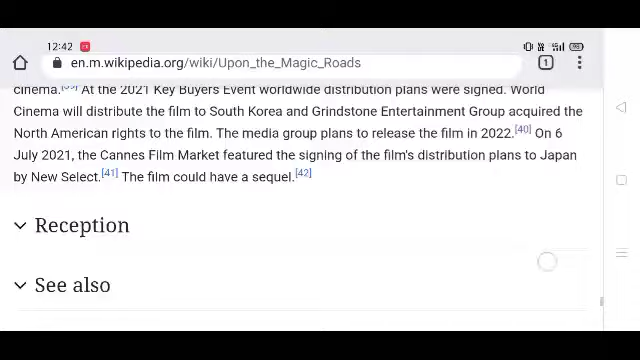 12:42
en.m.wikipedia.org/wiki/Upon_the_Magic_Roads 1
cinema.[39] At the 2021 Key Buyers Event worldwide distribution plans were signed. World
Cinema will distribute the film to South Korea and Grindstone Entertainment Group acquired the
North American rights to the film. The media group plans to release the film in 2022.[40] On 6
July 2021, the Cannes Film Market featured the signing of the film's distribution plans to Japan
by New Select.[41] The film could have a sequel.[42]
Reception
See also